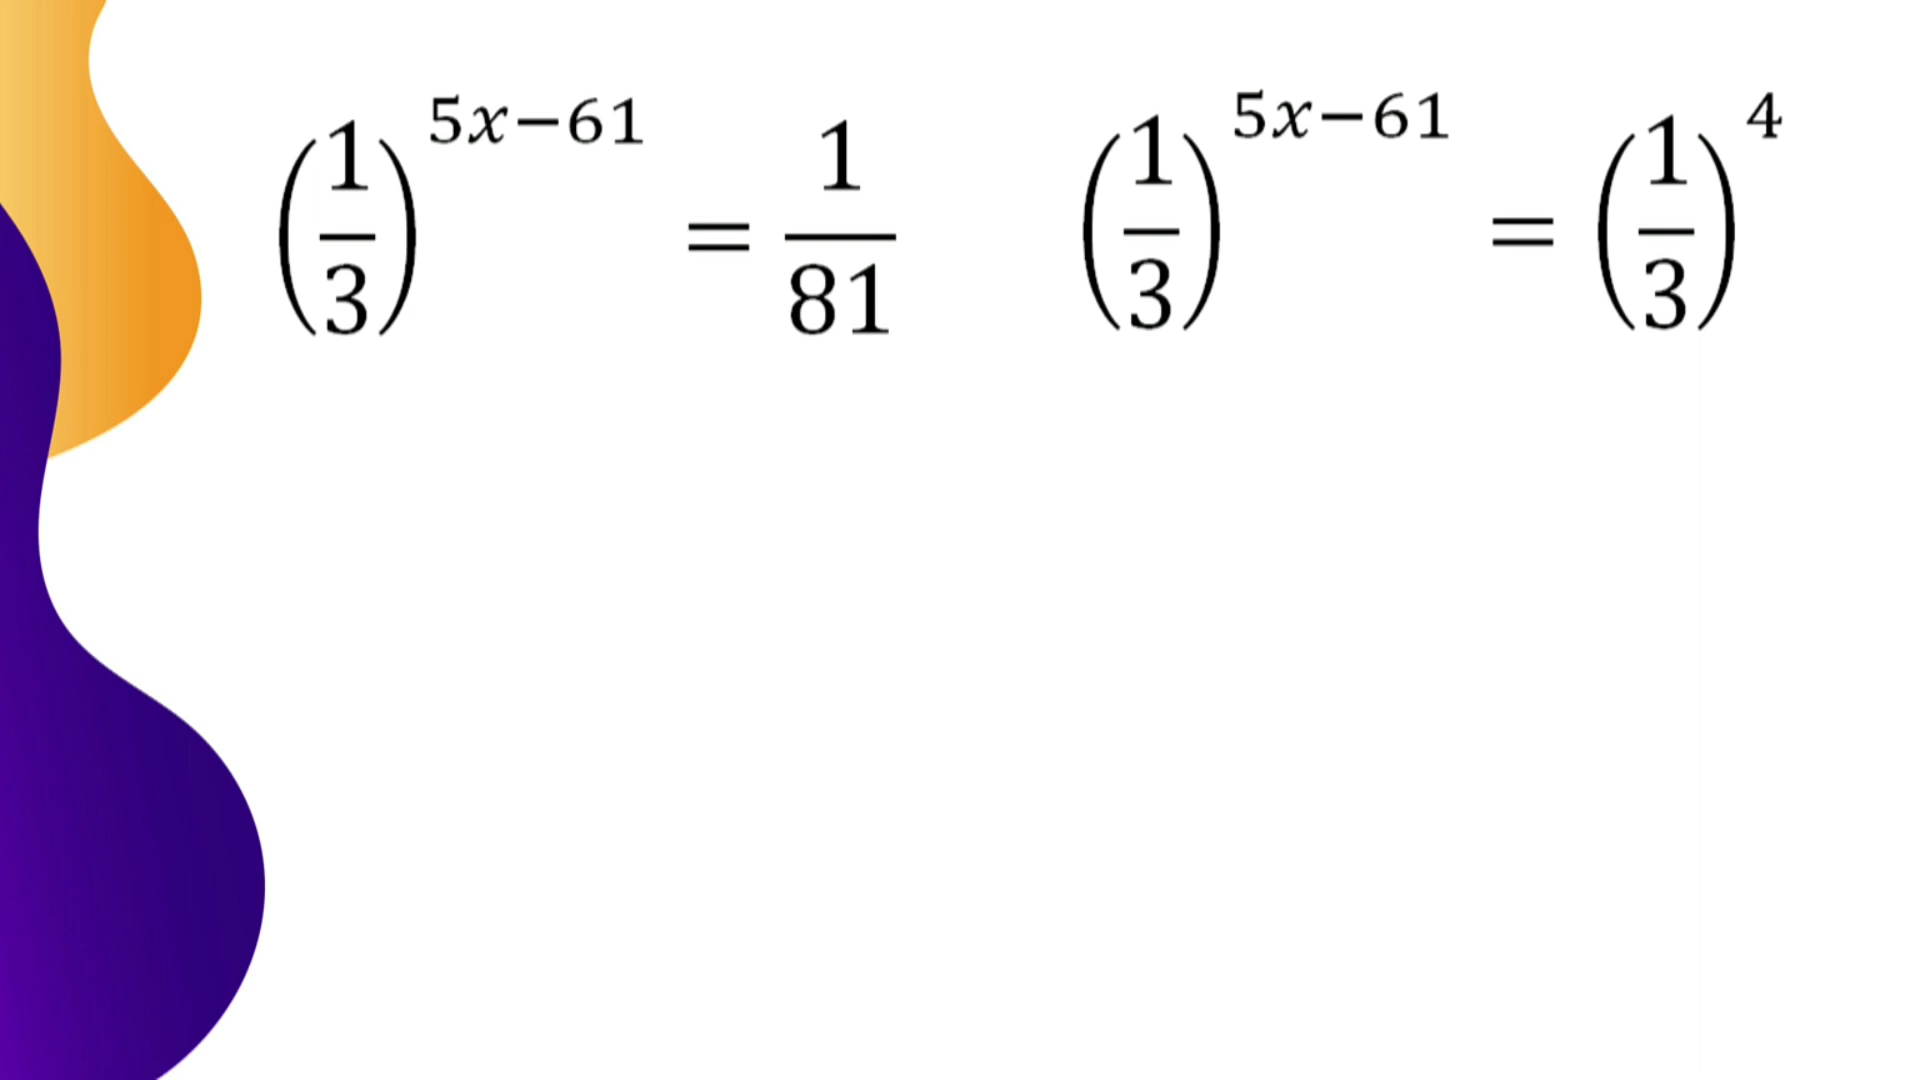 (1/3)^(5x−61) = 1/81 (1/3)^(5x−61) = (1/3)^4